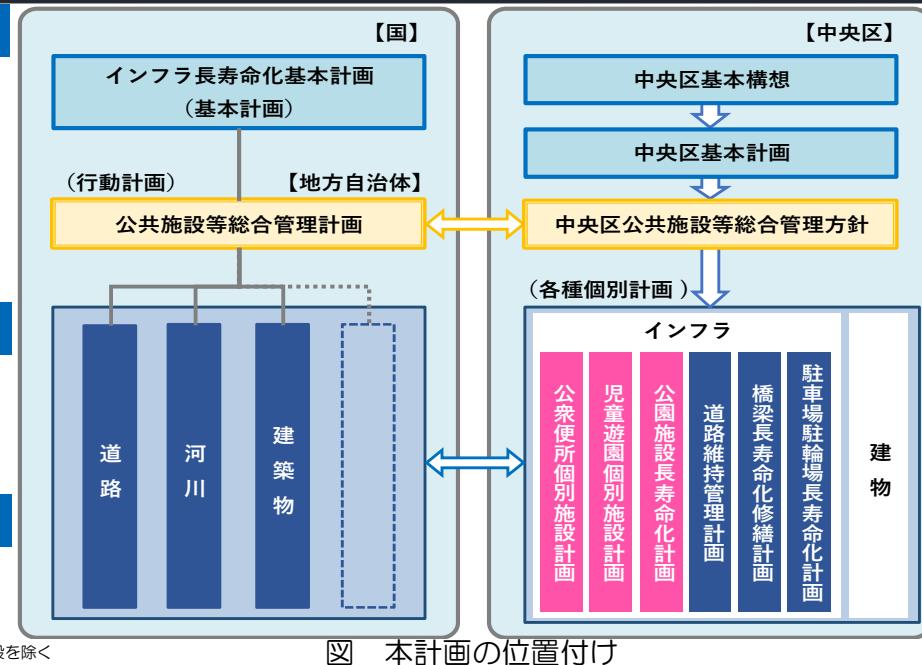 【国】
インフラ長寿命化基本計画
（基本計画）
（行動計画）
【地方自治体】
公共施設等総合管理計画
道路
河川
建築物
【中央区】
中央区基本構想
中央区基本計画
中央区公共施設等総合管理方針
（各種個別計画）
インフラ
公衆便所個別施設計画
児童遊園個別施設計画
公園施設長寿命化計画
道路維持管理計画
橋梁長寿命化修繕計画
駐車場駐輪場長寿命化計画
建物
設を除く
図　本計画の位置付け